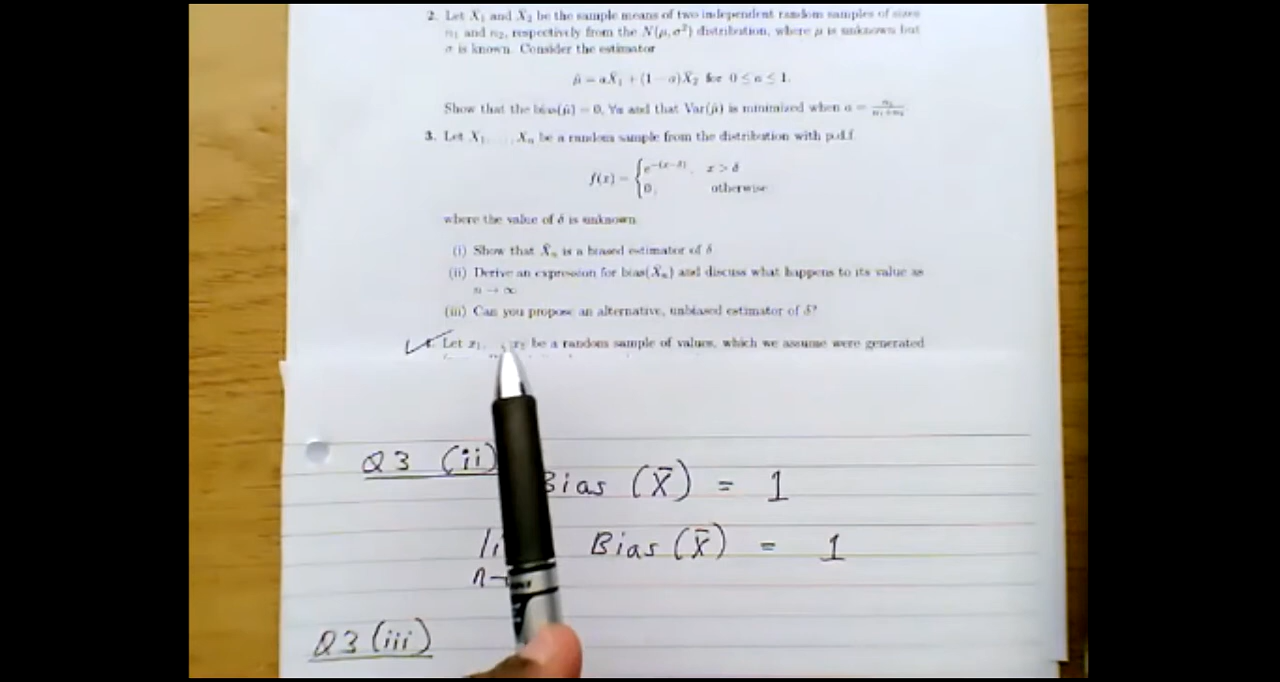 2. Let X̄₁ and X̄₂ be the sample means of two independent random samples of sizes
n₁ and n₂, respectively from the N(μ, σ²) distribution, where μ is unknown but
σ is known. Consider the estimator
μ̂ = aX̄₁ + (1 − a)X̄₂ for 0 ≤ a ≤ 1.
Show that the bias(μ̂) = 0, ∀a and that Var(μ̂) is minimized when a = n₁/(n₁+n₂)
3. Let X₁, . . . , Xₙ be a random sample from the distribution with p.d.f.
f(x) = { e^{−(x−δ)}, x > δ
0, otherwise
where the value of δ is unknown
(i) Show that X̄ₙ is a biased estimator of δ
(ii) Derive an expression for bias(X̄ₙ) and discuss what happens to its value as
n → ∞
(iii) Can you propose an alternative, unbiased estimator of δ?
Let x₁, be a random sample of values, which we assume were generated
Q3 (ii)
Bias (X̄) = 1
Bias (X̄) = 1
Q3 (iii)